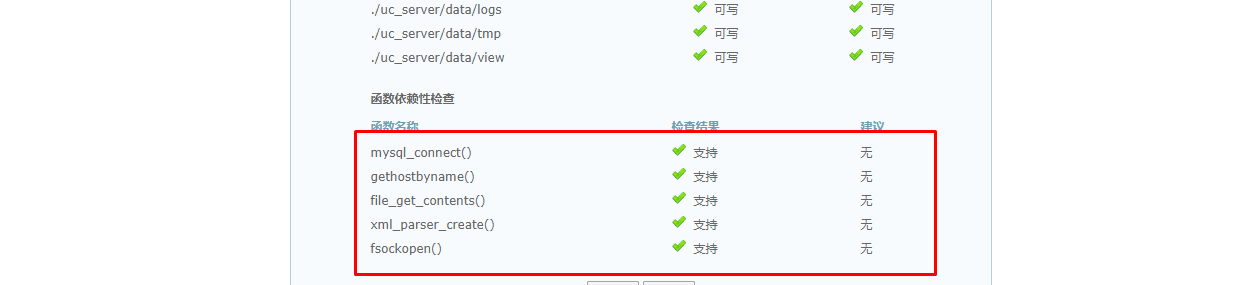 ./uc_server/data/logs 可写 可写
./uc_server/data/tmp 可写 可写
./uc_server/data/view 可写 可写
函数依赖性检查
函数名称 检查结果 建议
mysql_connect() 支持 无
gethostbyname() 支持 无
file_get_contents() 支持 无
xml_parser_create() 支持 无
fsockopen() 支持 无